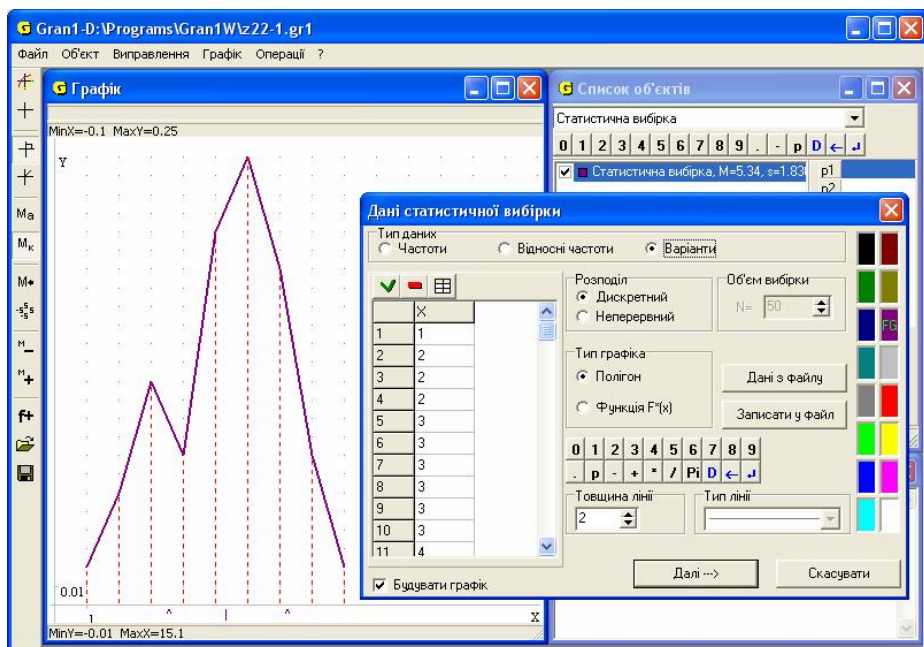 Gran1-D:\Programs\Gran1W\z22-1.gr1
Файл Об'єкт Виправлення Графік Операції ?
Графік
MinX=-0.1 MaxY=0.25
Y
0.01
1
X
MinY=-0.01 MaxX=15.1
Ma
Мк
M+
M
M+
f+
Список об'єктів
Статистична вибірка
0 1 2 3 4 5 6 7 8 9 . - p D
Статистична вибірка, M=5.34, s=1.83
p1
p2
Дані статистичної вибірки
Тип даних
Частоти Відносні частоти Варіанти
X
1 1
2 2
3 2
4 2
5 3
6 3
7 3
8 3
9 3
10 3
11 4
Будувати графік
Розподіл
Дискретний
Неперервний
Об'єм вибірки
N= 50
Тип графіка
Полігон
Функція F*(x)
Дані з файлу
Записати у файл
0 1 2 3 4 5 6 7 8 9
. p - + * / Pi D
Товщина лінії
2
Тип лінії
Далі --->
Скасувати
FG